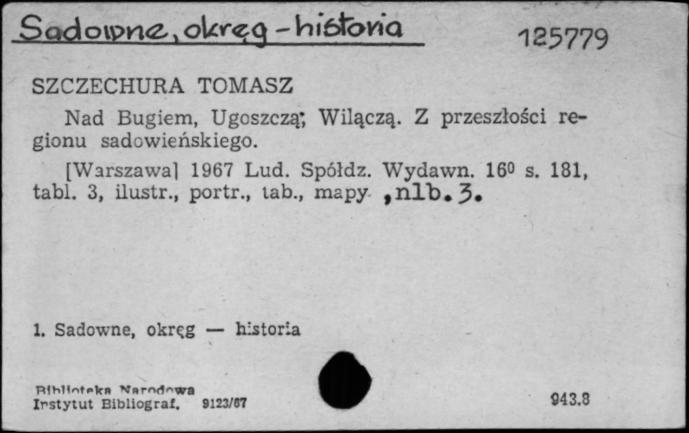 Sadowne, okręg - historia
125779
SZCZECHURA TOMASZ
Nad Bugiem, Ugoszczą, Wilączą. Z przeszłości re-
gionu sadowieńskiego.
[Warszawa] 1967 Lud. Spółdz. Wydawn. 16⁰ s. 181,
tabl. 3, ilustr., portr., tab., mapy, nlb. 3.
1. Sadowne, okręg — historia
Biblioteka Narodowa
Instytut Bibliograf. 9123/67
943.8